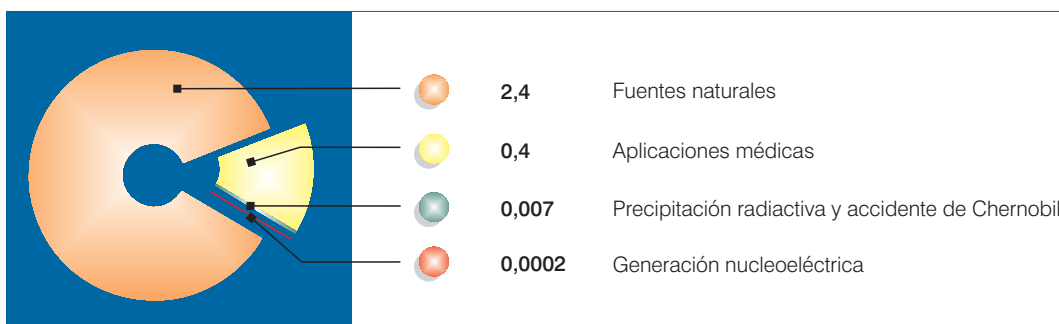 2,4 Fuentes naturales
0,4 Aplicaciones médicas
0,007 Precipitación radiactiva y accidente de Chernobil
0,0002 Generación nucleoeléctrica